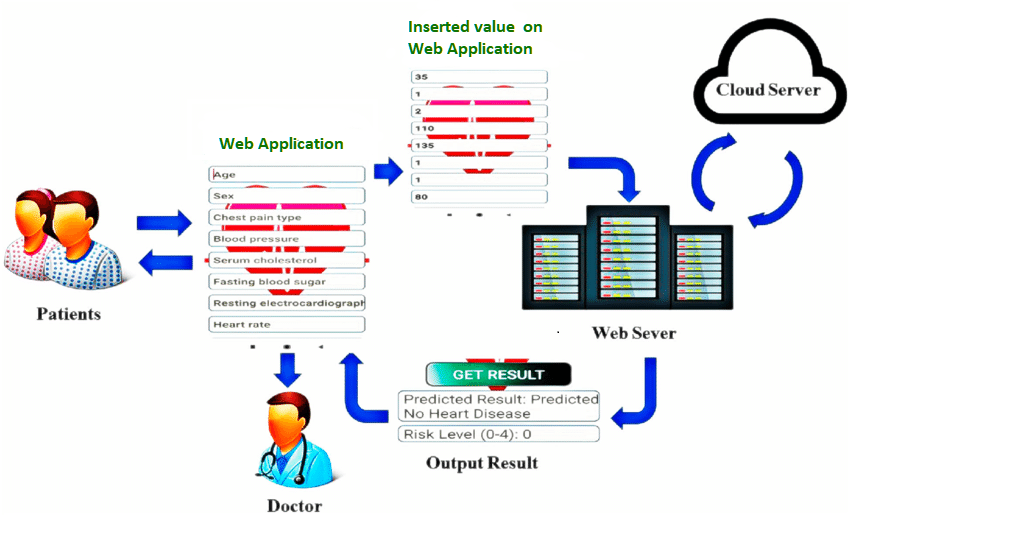 Inserted value on
Web Application
35
1
2
110
135
1
1
80
Cloud Server
Web Application
Age
Sex
Chest pain type
Blood pressure
Serum cholesterol
Fasting blood sugar
Resting electrocardiograph
Heart rate
Patients
Web Sever
GET RESULT
Predicted Result: Predicted
No Heart Disease
Risk Level (0-4): 0
Output Result
Doctor